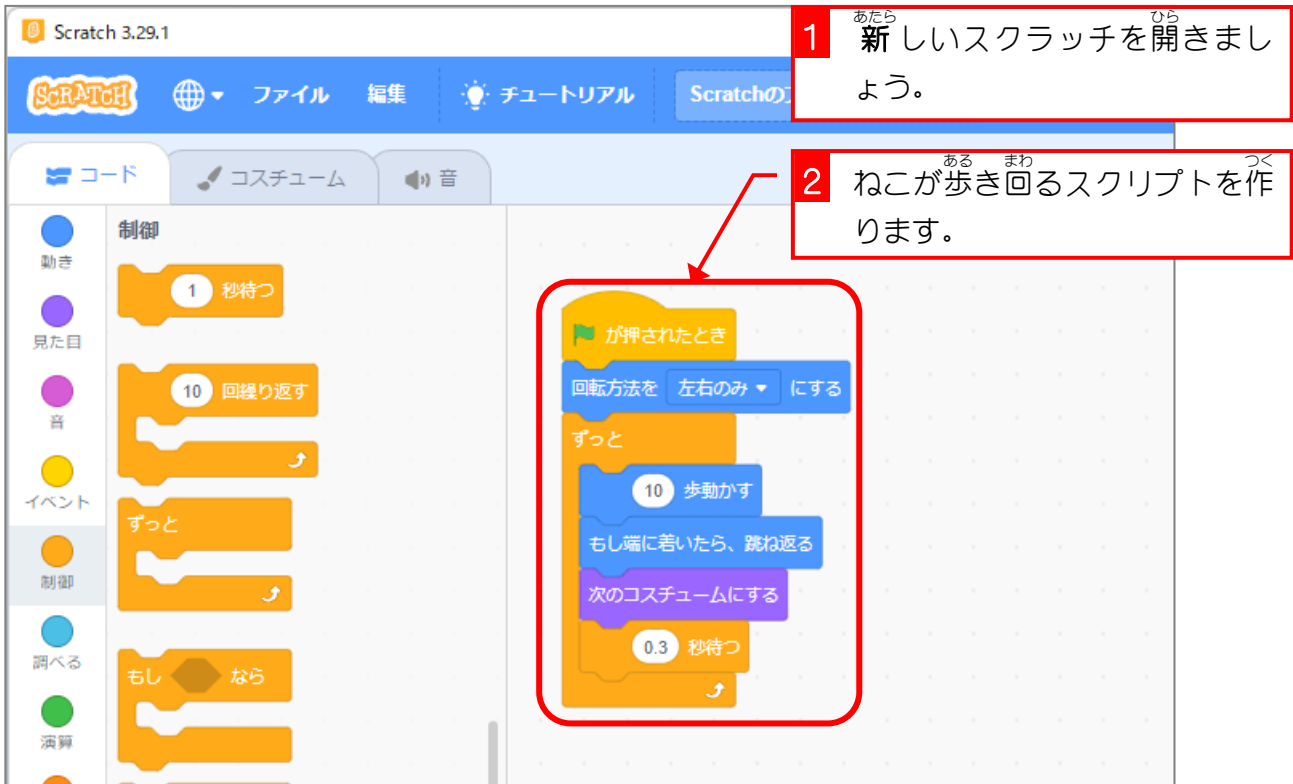 Scratch 3.29.1
1
あたら ひら
新しいスクラッチを開きまし
ょう。
SCRATCH
ファイル
編集
チュートリアル
Scratchの
コード
コスチューム
音
2
ある まわ つく
ねこが歩き回るスクリプトを作
ります。
動き
見た目
音
イベント
制御
調べる
演算
制御
1 秒待つ
10 回繰り返す
ずっと
もし なら
が押されたとき
回転方法を 左右のみ にする
ずっと
10 歩動かす
もし端に着いたら、跳ね返る
次のコスチュームにする
0.3 秒待つ